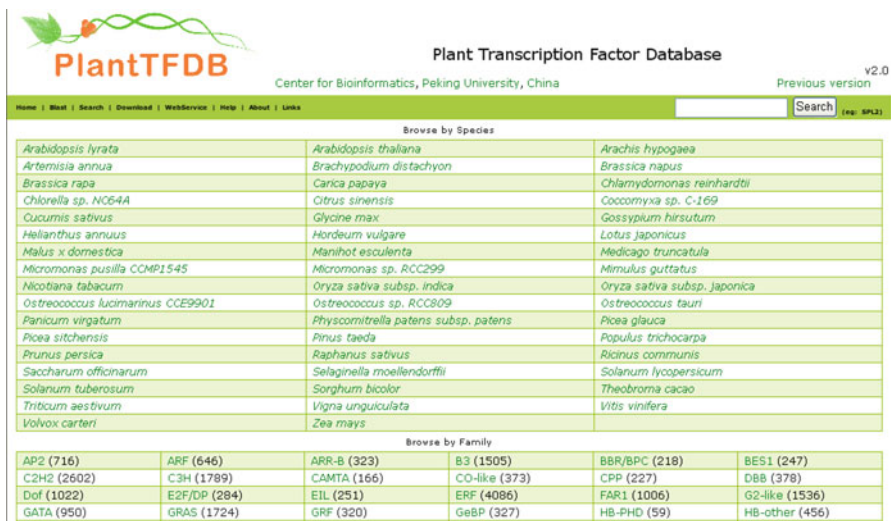 PlantTFDB
Plant Transcription Factor Database
v2.0
Center for Bioinformatics, Peking University, China Previous version
Home | Blast | Search | Download | WebService | Help | About | Links Search (eg: SPL2)
Browse by Species
Arabidopsis lyrata Arabidopsis thaliana Arachis hypogaea
Artemisia annua Brachypodium distachyon Brassica napus
Brassica rapa Carica papaya Chlamydomonas reinhardtii
Chlorella sp. NC64A Citrus sinensis Coccomyxa sp. C-169
Cucumis sativus Glycine max Gossypium hirsutum
Helianthus annuus Hordeum vulgare Lotus japonicus
Malus x domestica Manihot esculenta Medicago truncatula
Micromonas pusilla CCMP1545 Micromonas sp. RCC299 Mimulus guttatus
Nicotiana tabacum Oryza sativa subsp. indica Oryza sativa subsp. japonica
Ostreococcus lucimarinus CCE9901 Ostreococcus sp. RCC809 Ostreococcus tauri
Panicum virgatum Physcomitrella patens subsp. patens Picea glauca
Picea sitchensis Pinus taeda Populus trichocarpa
Prunus persica Raphanus sativus Ricinus communis
Saccharum officinarum Selaginella moellendorffii Solanum lycopersicum
Solanum tuberosum Sorghum bicolor Theobroma cacao
Triticum aestivum Vigna unguiculata Vitis vinifera
Volvox carteri Zea mays
Browse by Family
AP2 (716) ARF (646) ARR-B (323) B3 (1505) BBR/BPC (218) BES1 (247)
C2H2 (2602) C3H (1789) CAMTA (166) CO-like (373) CPP (227) DBB (378)
Dof (1022) E2F/DP (284) EIL (251) ERF (4086) FAR1 (1006) G2-like (1536)
GATA (950) GRAS (1724) GRF (320) GeBP (327) HB-PHD (59) HB-other (456)